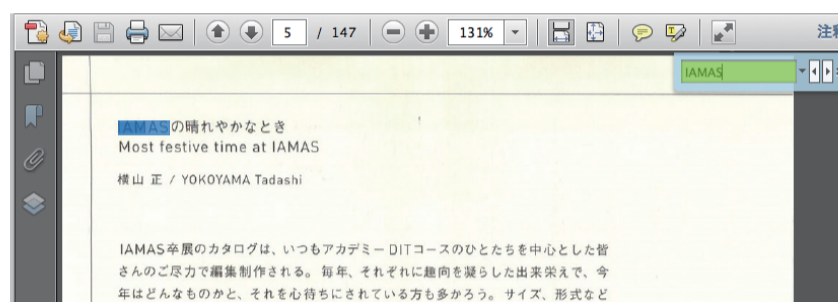 5 / 147
131%
注釈
IAMAS
IAMASの晴れやかなとき
Most festive time at IAMAS
横山 正 / YOKOYAMA Tadashi
IAMAS卒展のカタログは、いつもアカデミーDITコースのひとたちを中心とした皆
さんのご尽力で編集制作される。毎年、それぞれに趣向を凝らした出来栄えで、今
年はどんなものかと、それを心待ちにされている方も多かろう。サイズ、形式など